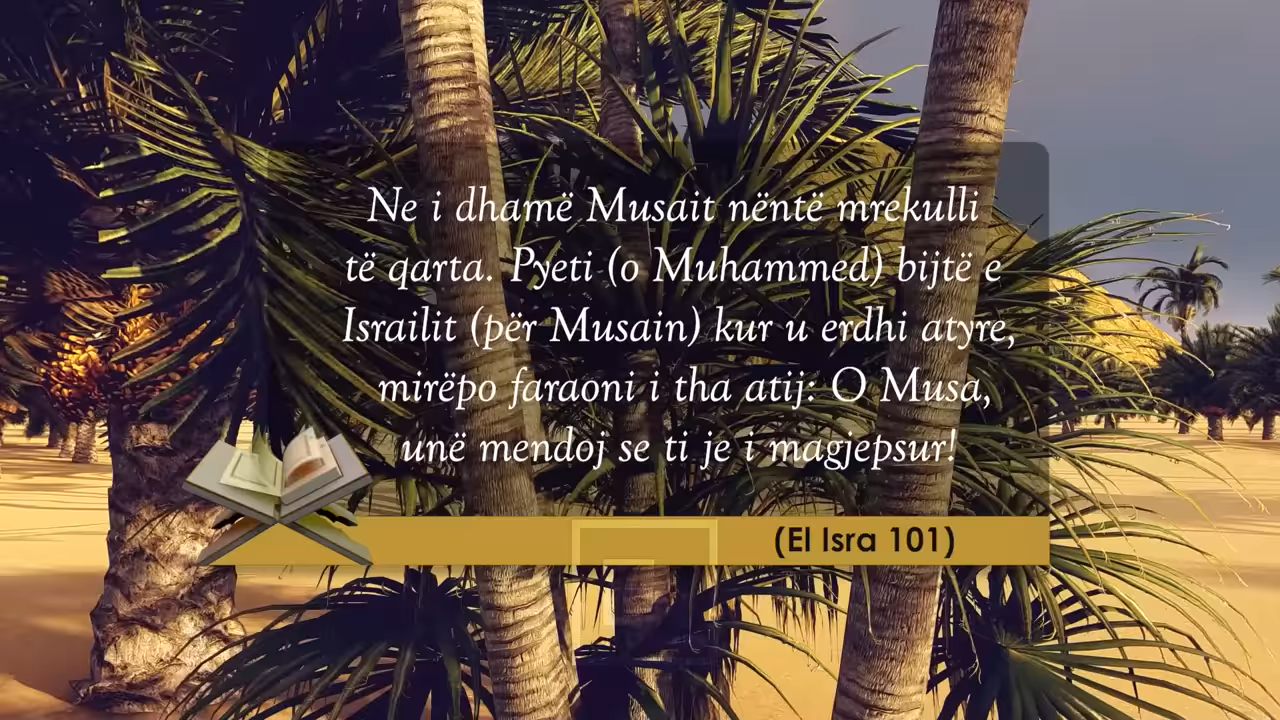 Ne i dhamë Musait nëntë mrekulli
të qarta. Pyeti (o Muhammed) bijtë e
Israilit (për Musain) kur u erdhi atyre,
mirëpo faraoni i tha atij: O Musa,
unë mendoj se ti je i magjepsur!
(El Isra 101)